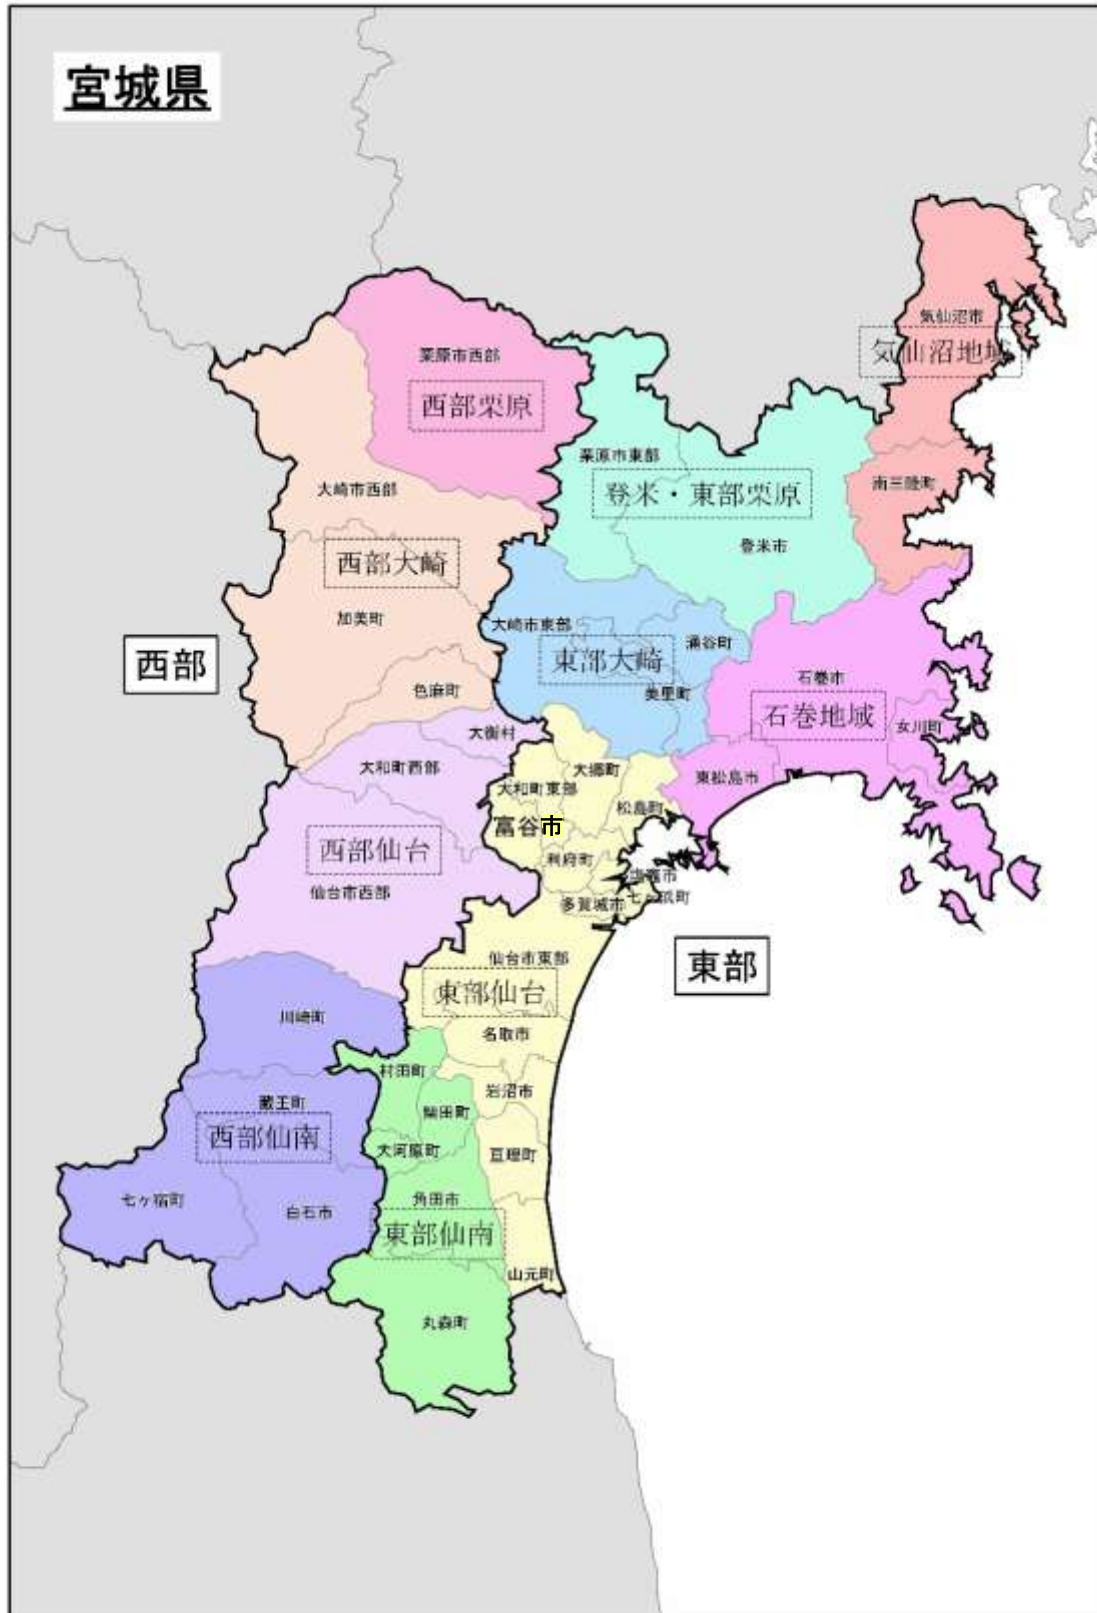 宮城県
気仙沼市
気仙沼地域
栗原市西部
西部栗原
栗原市東部
登米・東部栗原
南三陸町
大崎市西部
登米市
西部大崎
加美町
大崎市東部
涌谷町
東部大崎
西部
石巻市
色麻町
美里町
石巻地域
女川町
大衡村
大和町西部
大郷町
東松島市
大和町東部
松島町
富谷市
西部仙台
利府町
塩竈市
仙台市西部
多賀城市
七ヶ浜町
仙台市東部
東部
東部仙台
川崎町
名取市
村田町
岩沼市
蔵王町
柴田町
西部仙南
大河原町
亘理町
七ヶ宿町
角田市
白石市
東部仙南
山元町
丸森町